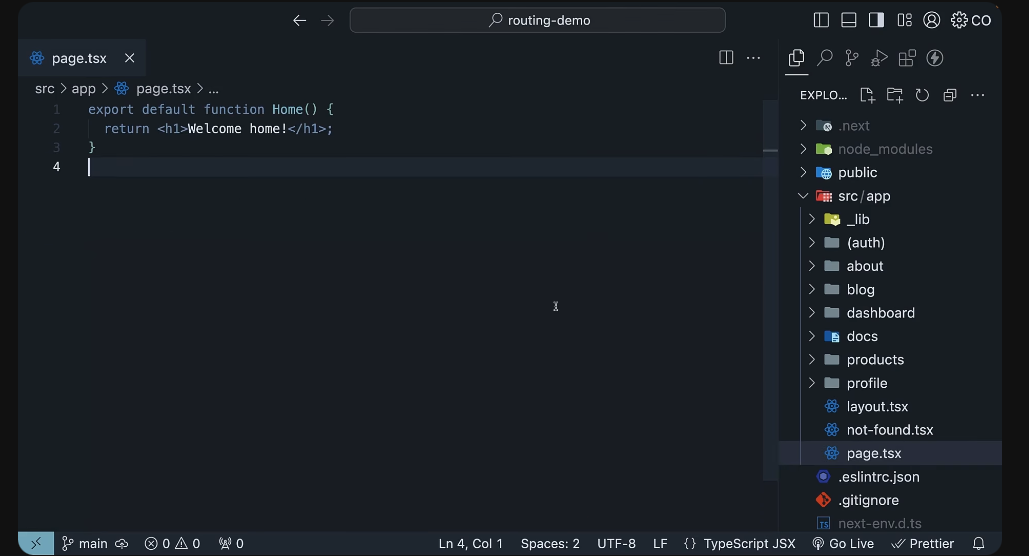 routing-demo
CO
page.tsx
src > app > page.tsx > ...
1 export default function Home() {
2 return <h1>Welcome home!</h1>;
3 }
4
EXPLO...
.next
node_modules
public
src/app
_lib
(auth)
about
blog
dashboard
docs
products
profile
layout.tsx
not-found.tsx
page.tsx
.eslintrc.json
.gitignore
TS next-env.d.ts
main 0 0 0 Ln 4, Col 1 Spaces: 2 UTF-8 LF {} TypeScript JSX Go Live Prettier